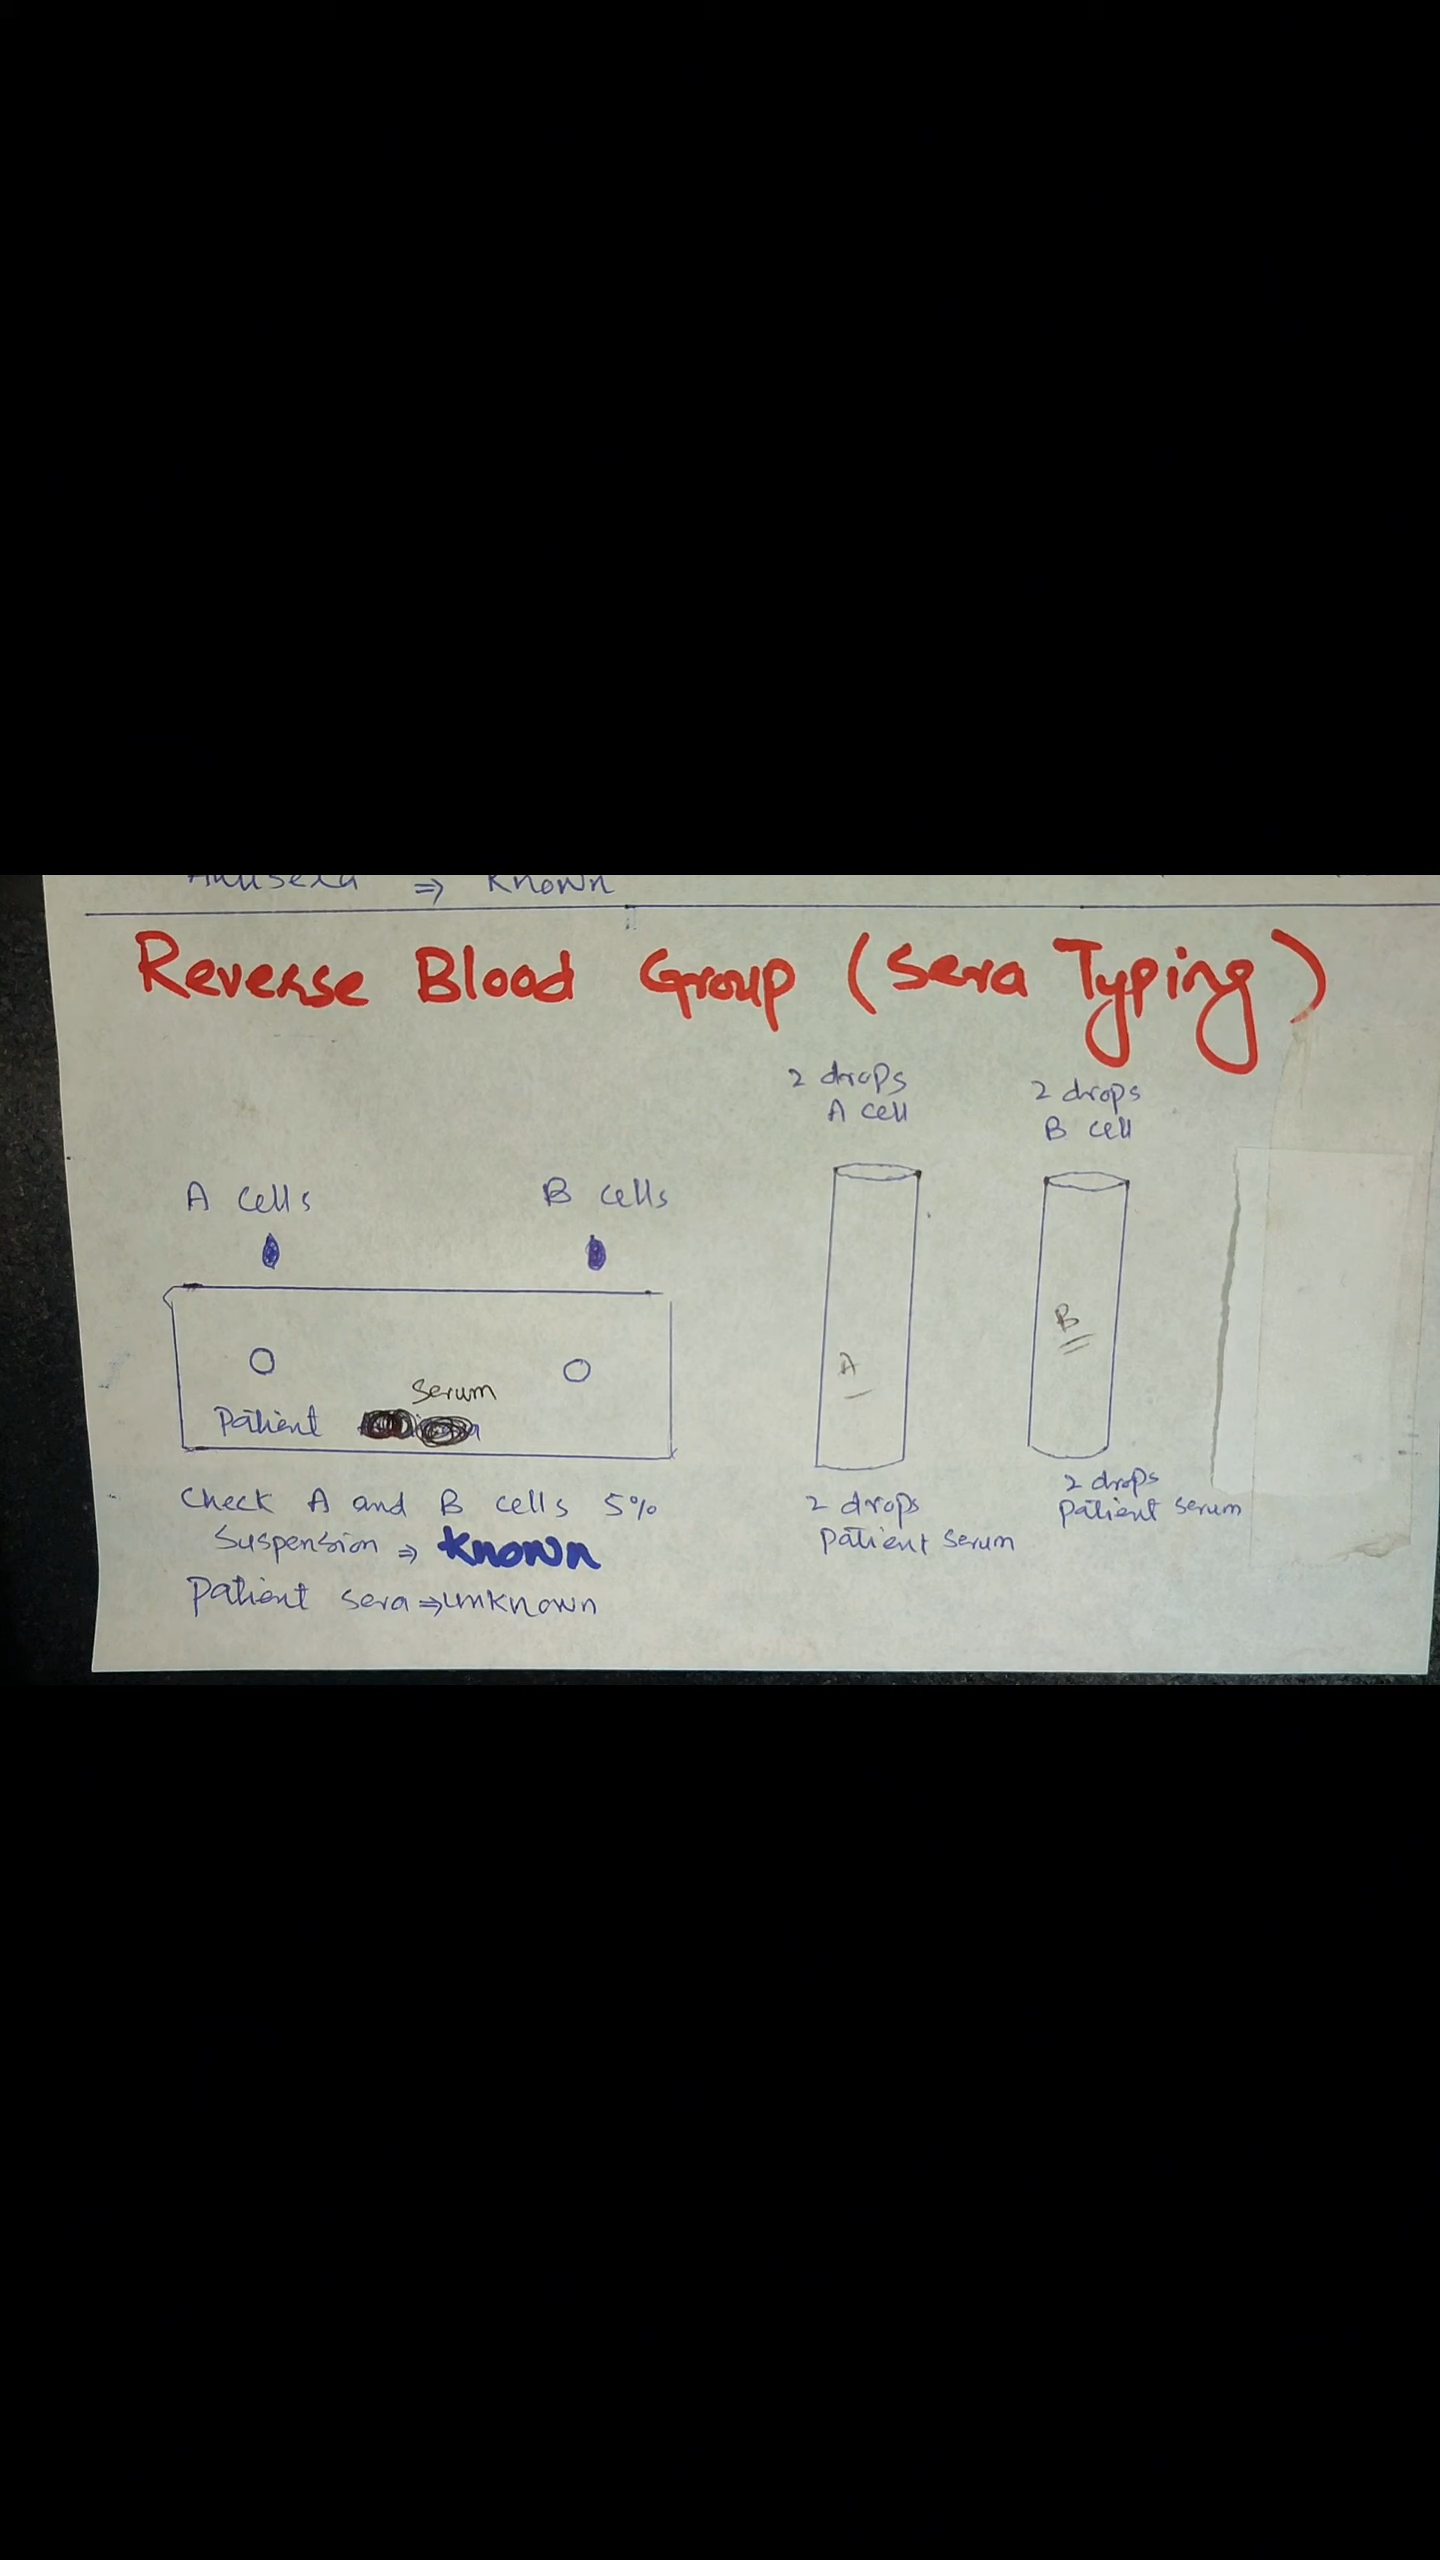 Antisera ⇒ Known
Reverse Blood Group (Sera Typing)
2 drops
A cell
2 drops
B cell
A cells
B cells
A
B
Serum
Patient
2 drops
Patient Serum
2 drops
Patient Serum
Check A and B cells 5%
Suspension ⇒ Known
Patient sera ⇒ unknown